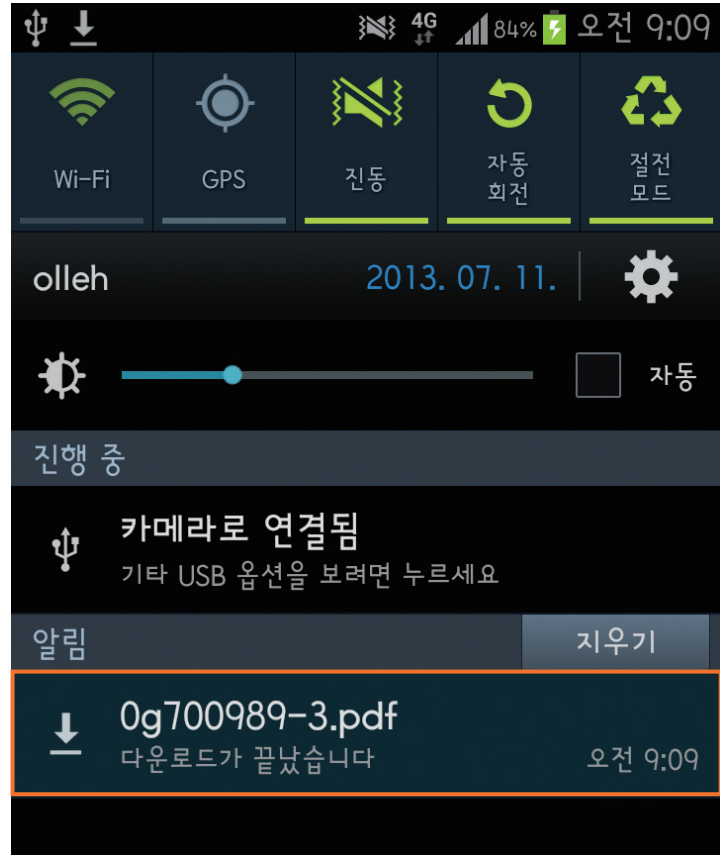 4G 84% 오전 9:09
Wi-Fi GPS 진동 자동 회전 절전 모드
olleh 2013. 07. 11.
자동
진행 중
카메라로 연결됨
기타 USB 옵션을 보려면 누르세요
알림 지우기
0g700989-3.pdf
다운로드가 끝났습니다 오전 9:09